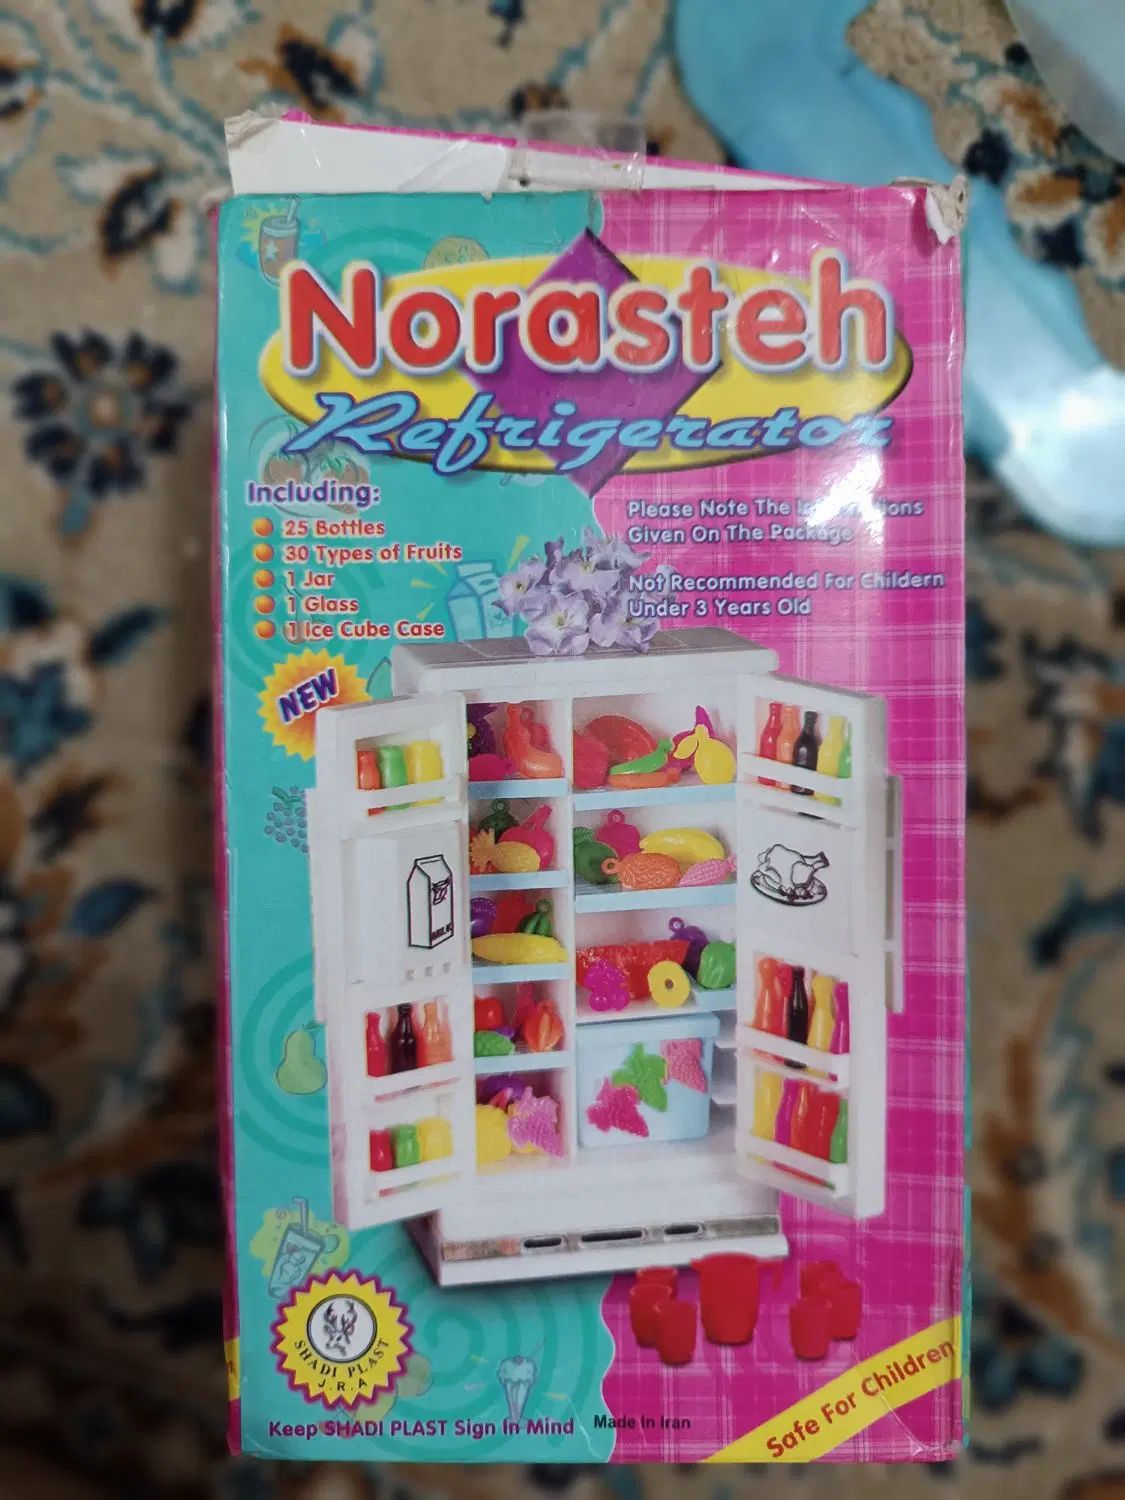 Norasteh
Refrigerator
Including:
25 Bottles
30 Types of Fruits
1 Jar
1 Glass
1 Ice Cube Case
NEW
Please Note The
Given On The Package
Not Recommended For Childern
Under 3 Years Old
MILK
SHADI PLAST
J.R.A
Keep SHADI PLAST Sign In Mind
Made In Iran
Safe For Children